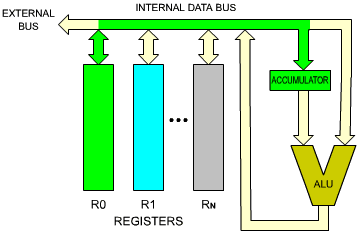 EXTERNAL
BUS
INTERNAL DATA BUS
ACCUMULATOR
ALU
R0
R1
RN
REGISTERS